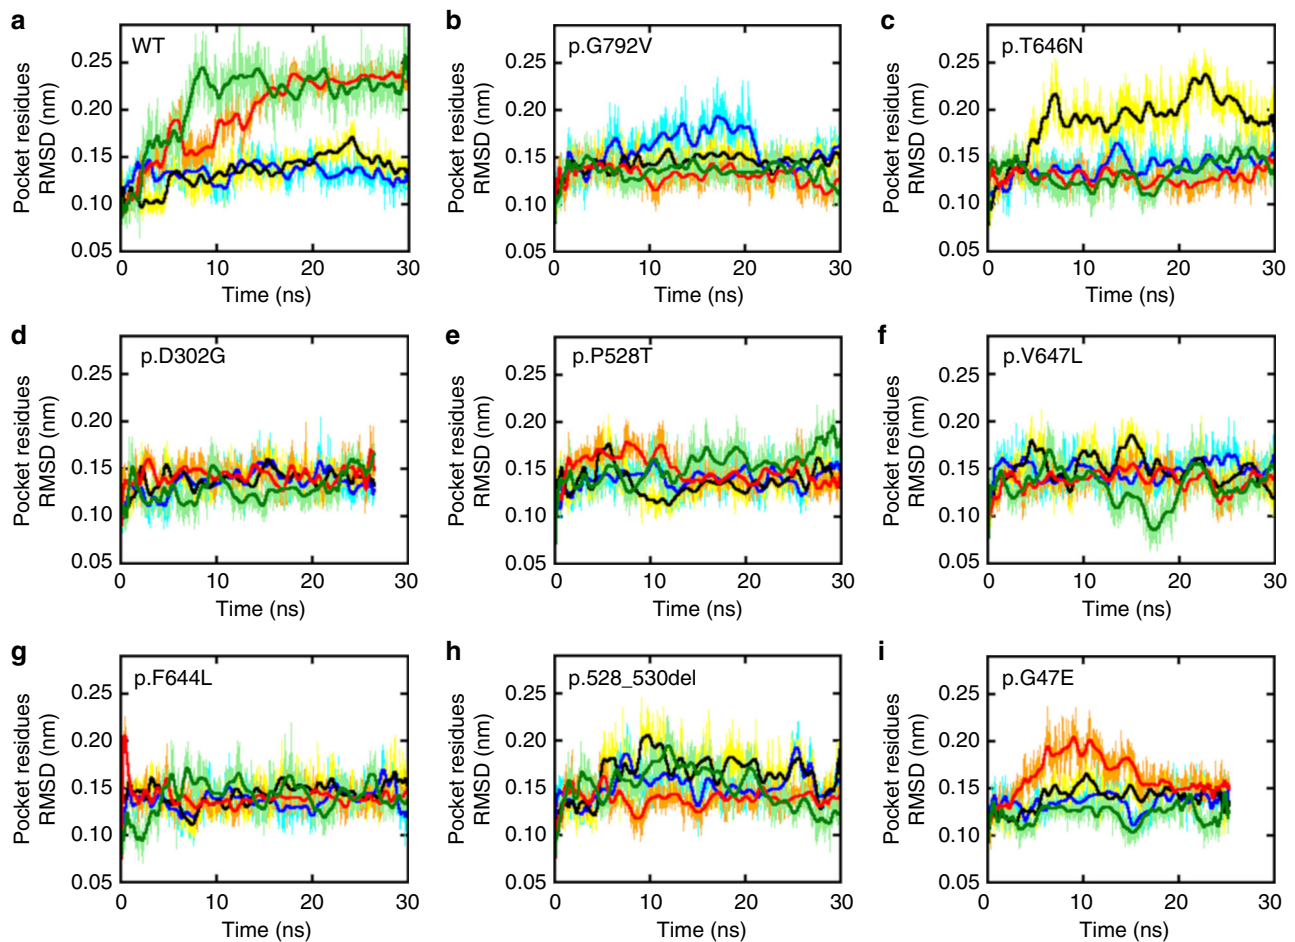 a
WT
Pocket residues
RMSD (nm)
0.25
0.20
0.15
0.10
0.05
0 10 20 30
Time (ns)
b
p.G792V
Pocket residues
RMSD (nm)
0.25
0.20
0.15
0.10
0.05
0 10 20 30
Time (ns)
c
p.T646N
Pocket residues
RMSD (nm)
0.25
0.20
0.15
0.10
0.05
0 10 20 30
Time (ns)
d
p.D302G
Pocket residues
RMSD (nm)
0.25
0.20
0.15
0.10
0.05
0 10 20 30
Time (ns)
e
p.P528T
Pocket residues
RMSD (nm)
0.25
0.20
0.15
0.10
0.05
0 10 20 30
Time (ns)
f
p.V647L
Pocket residues
RMSD (nm)
0.25
0.20
0.15
0.10
0.05
0 10 20 30
Time (ns)
g
p.F644L
Pocket residues
RMSD (nm)
0.25
0.20
0.15
0.10
0.05
0 10 20 30
Time (ns)
h
p.528_530del
Pocket residues
RMSD (nm)
0.25
0.20
0.15
0.10
0.05
0 10 20 30
Time (ns)
i
p.G47E
Pocket residues
RMSD (nm)
0.25
0.20
0.15
0.10
0.05
0 10 20 30
Time (ns)